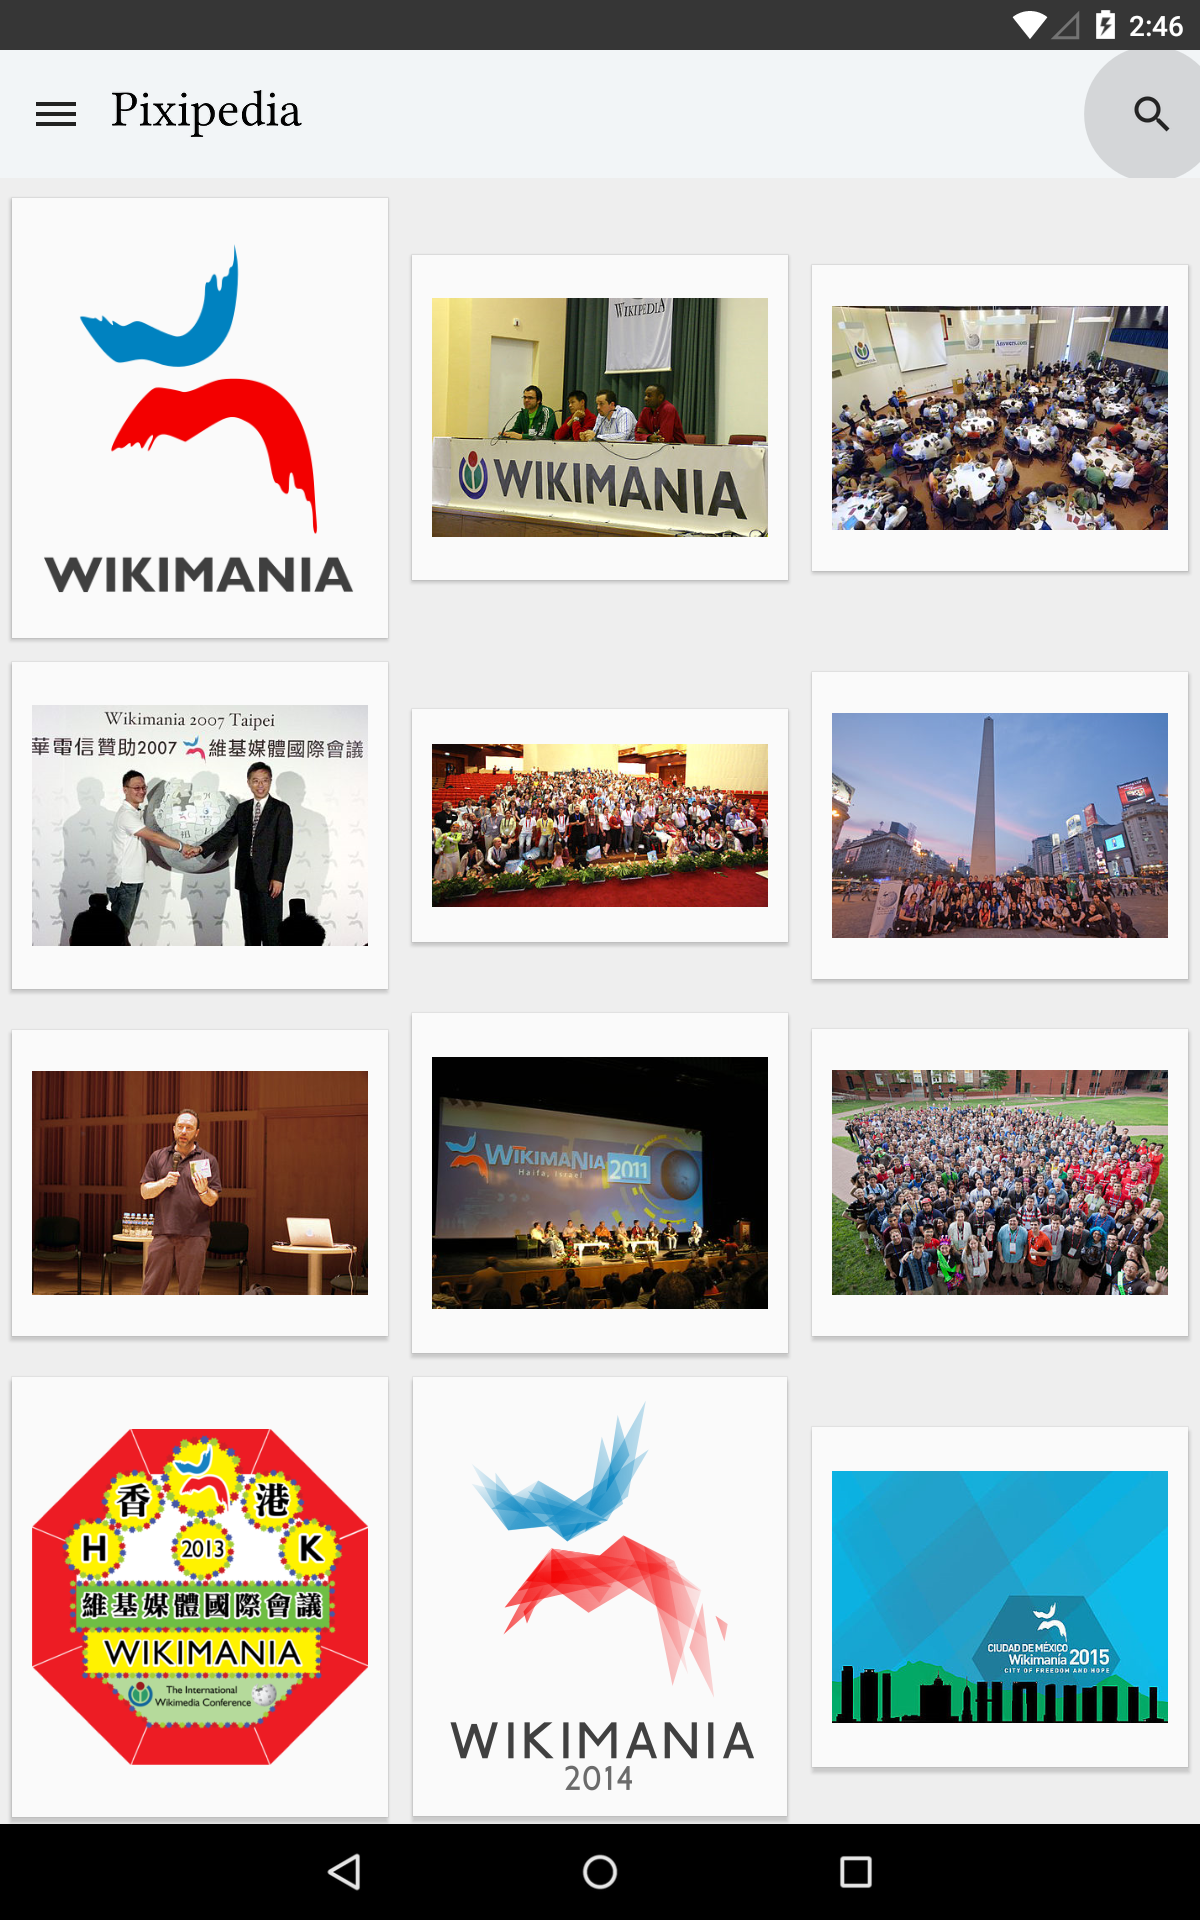 2:46
Pixipedia
WIKIMANIA
WIKIPEDIA
WIKIMANIA
Answers.com
Wikimania 2007 Taipei
華電信贊助2007 維基媒體國際會議
WIKIMANIA 2011
Haifa, Israel
香 港
H 2013 K
維基媒體國際會議
WIKIMANIA
The International
Wikimedia Conference
WIKIMANIA
2014
CIUDAD DE MÉXICO
Wikimanía 2015
CITY OF FREEDOM AND HOPE